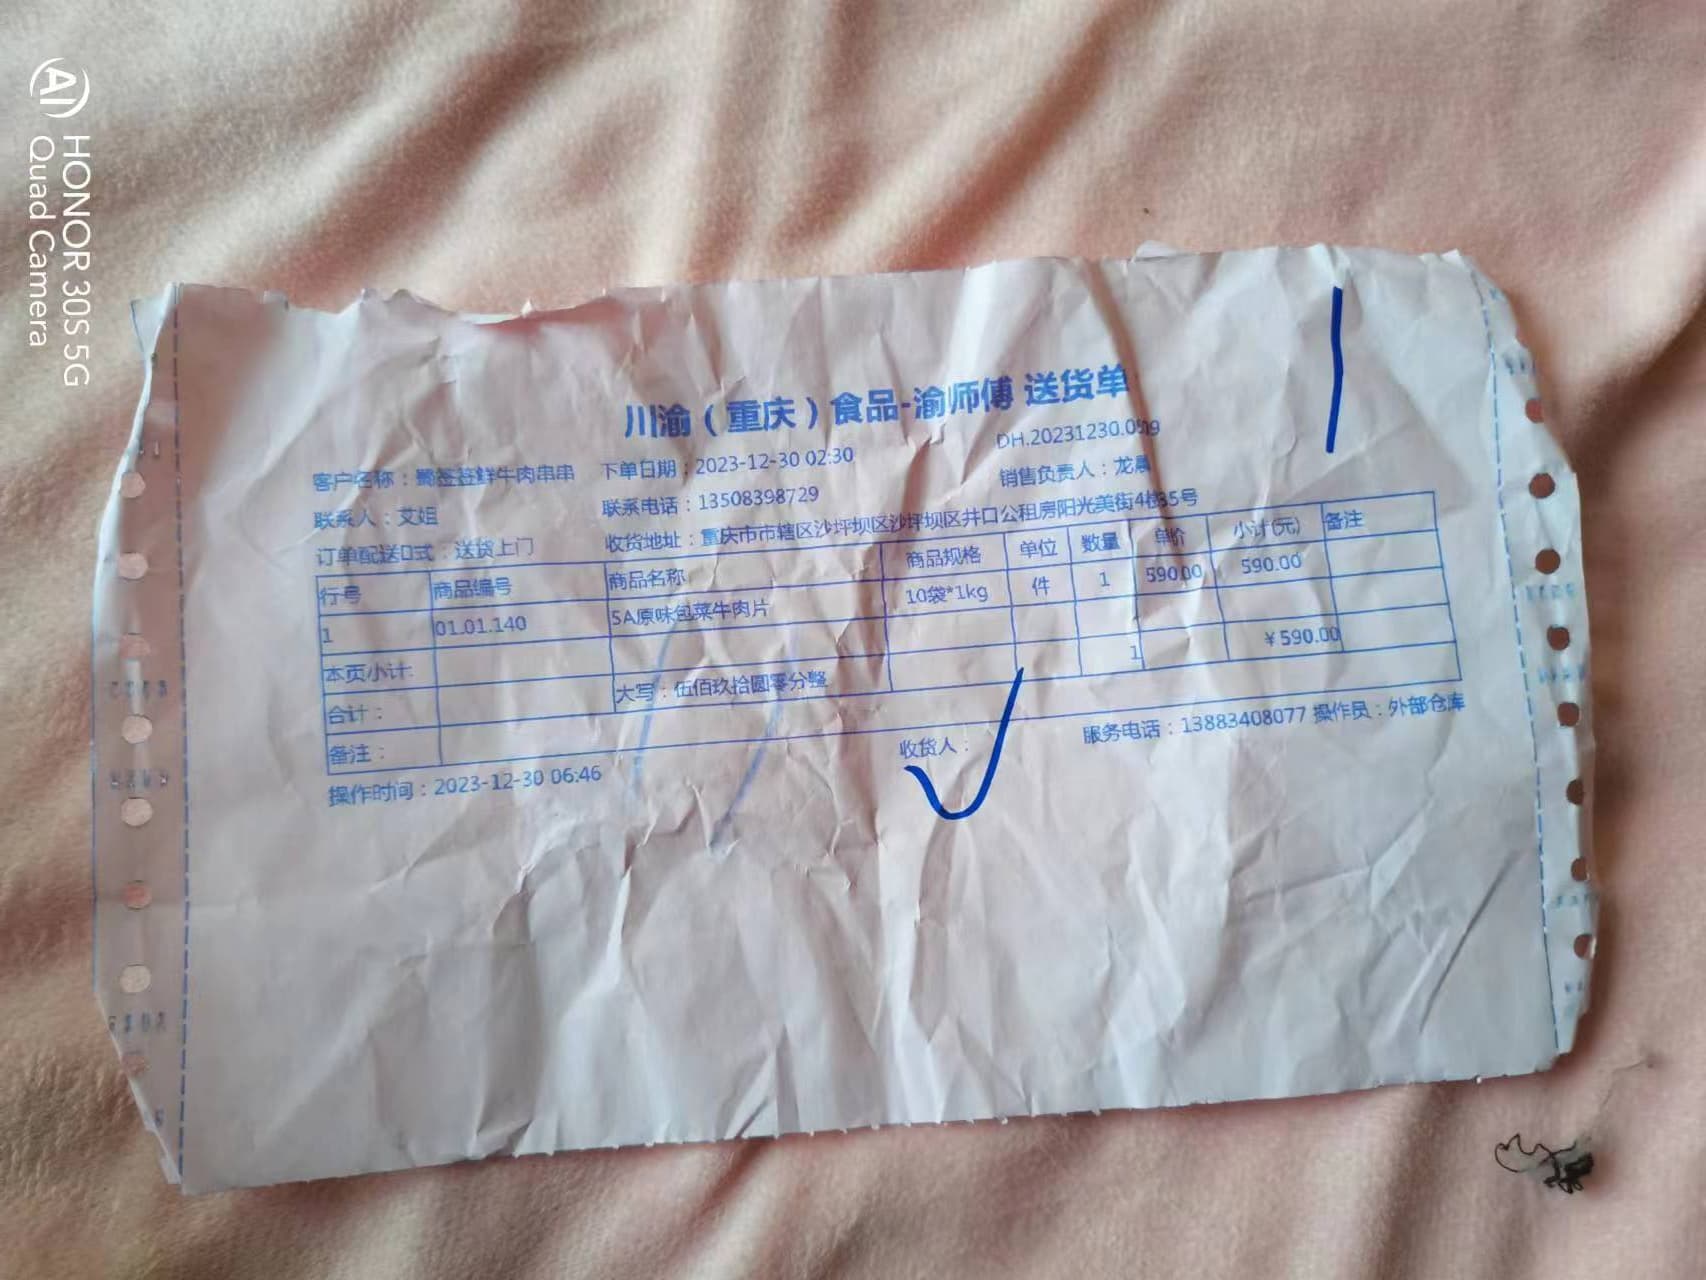 川渝（重庆）食品-渝师傅 送货单
客户名称：蜀签签鲜牛肉串串 下单日期：2023-12-30 02:30 DH.20231230.0
联系人：艾姐 联系电话：13508398729 销售负责人：龙
订单配送口式：送货上门 收货地址：重庆市市辖区沙坪坝区沙坪坝区井口公租房阳光美街4栋35号
行号 商品编号 商品名称 商品规格 单位 数量 单价 小计(元) 备注
1 01.01.140 5A原味包菜牛肉片 10袋*1kg 件 1 590.00 590.00
本页小计: 1 ￥590.00
合计： 大写：伍佰玖拾圆零分整
备注：
操作时间：2023-12-30 06:46 收货人： 服务电话：13883408077 操作员：外部仓库
AI HONOR 30S 5G
Quad Camera